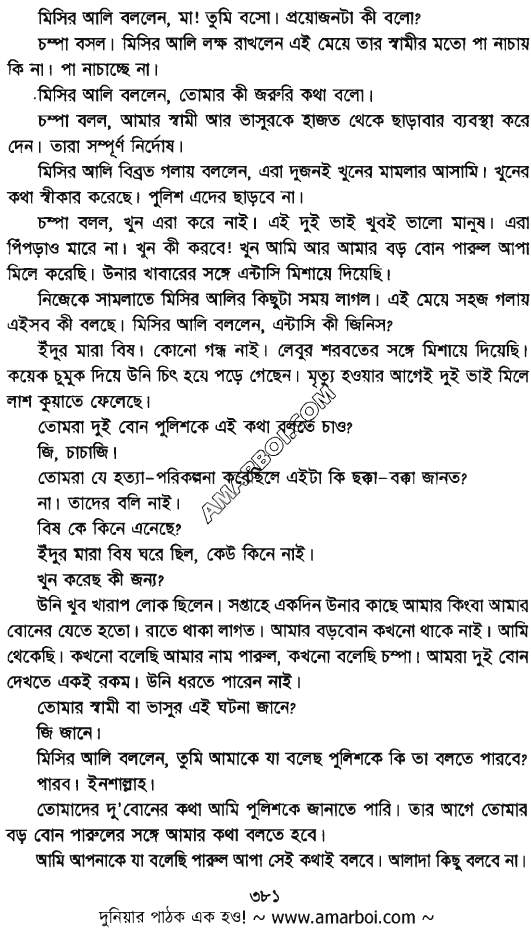 মিসির আলি বললেন, মা! তুমি বসো। প্রয়োজনটা কী বলো?
চম্পা বসল। মিসির আলি লক্ষ রাখলেন এই মেয়ে তার স্বামীর মতো পা নাচায়
কি না। পা নাচাচ্ছে না।
মিসির আলি বললেন, তোমার কী জরুরি কথা বলো।
চম্পা বলল, আমার স্বামী আর ভাসুরকে হাজত থেকে ছাড়াবার ব্যবস্থা করে
দেন। তারা সম্পূর্ণ নির্দোষ।
মিসির আলি বিব্রত গলায় বললেন, এরা দুজনই খুনের মামলার আসামি। খুনের
কথা স্বীকার করেছে। পুলিশ এদের ছাড়বে না।
চম্পা বলল, খুন এরা করে নাই। এই দুই ভাই খুবই ভালো মানুষ। এরা
পিঁপড়াও মারে না। খুন কী করবে! খুন আমি আর আমার বড় বোন পারুল আপা
মিলে করেছি। উনার খাবারের সঙ্গে এন্টাসি মিশায়ে দিয়েছি।
নিজেকে সামলাতে মিসির আলির কিছুটা সময় লাগল। এই মেয়ে সহজ গলায়
এইসব কী বলছে। মিসির আলি বললেন, এন্টাসি কী জিনিস?
ইঁদুর মারা বিষ। কোনো গন্ধ নাই। লেবুর শরবতের সঙ্গে মিশায়ে দিয়েছি।
কয়েক চুমুক দিয়ে উনি চিৎ হয়ে পড়ে গেছেন। মৃত্যু হওয়ার আগেই দুই ভাই মিলে
লাশ কুয়াতে ফেলেছে।
তোমরা দুই বোন পুলিশকে এই কথা বলতে চাও?
জি, চাচাজি!
তোমরা যে হত্যা-পরিকল্পনা করেছিলে এইটা কি ছক্কা-বক্কা জানত?
না। তাদের বলি নাই।
বিষ কে কিনে এনেছে?
ইঁদুর মারা বিষ ঘরে ছিল, কেউ কিনে নাই।
খুন করেছ কী জন্য?
উনি খুব খারাপ লোক ছিলেন। সপ্তাহে একদিন উনার কাছে আমার কিংবা আমার
বোনের যেতে হতো। রাতে থাকা লাগত। আমার বড়বোন কখনো থাকে নাই। আমি
থেকেছি। কখনো বলেছি আমার নাম পারুল, কখনো বলেছি চম্পা। আমরা দুই বোন
দেখতে একই রকম। উনি ধরতে পারেন নাই।
তোমার স্বামী বা ভাসুর এই ঘটনা জানে?
জি জানে।
মিসির আলি বললেন, তুমি আমাকে যা বলেছ পুলিশকে কি তা বলতে পারবে?
পারব। ইনশাল্লাহ।
তোমাদের দু'বোনের কথা আমি পুলিশকে জানাতে পারি। তার আগে তোমার
বড় বোন পারুলের সঙ্গে আমার কথা বলতে হবে।
আমি আপনাকে যা বলেছি পারুল আপা সেই কথাই বলবে। আলাদা কিছু বলবে না।
৩৮১
দুনিয়ার পাঠক এক হও! ~ www.amarboi.com ~
AMARBOI.COM